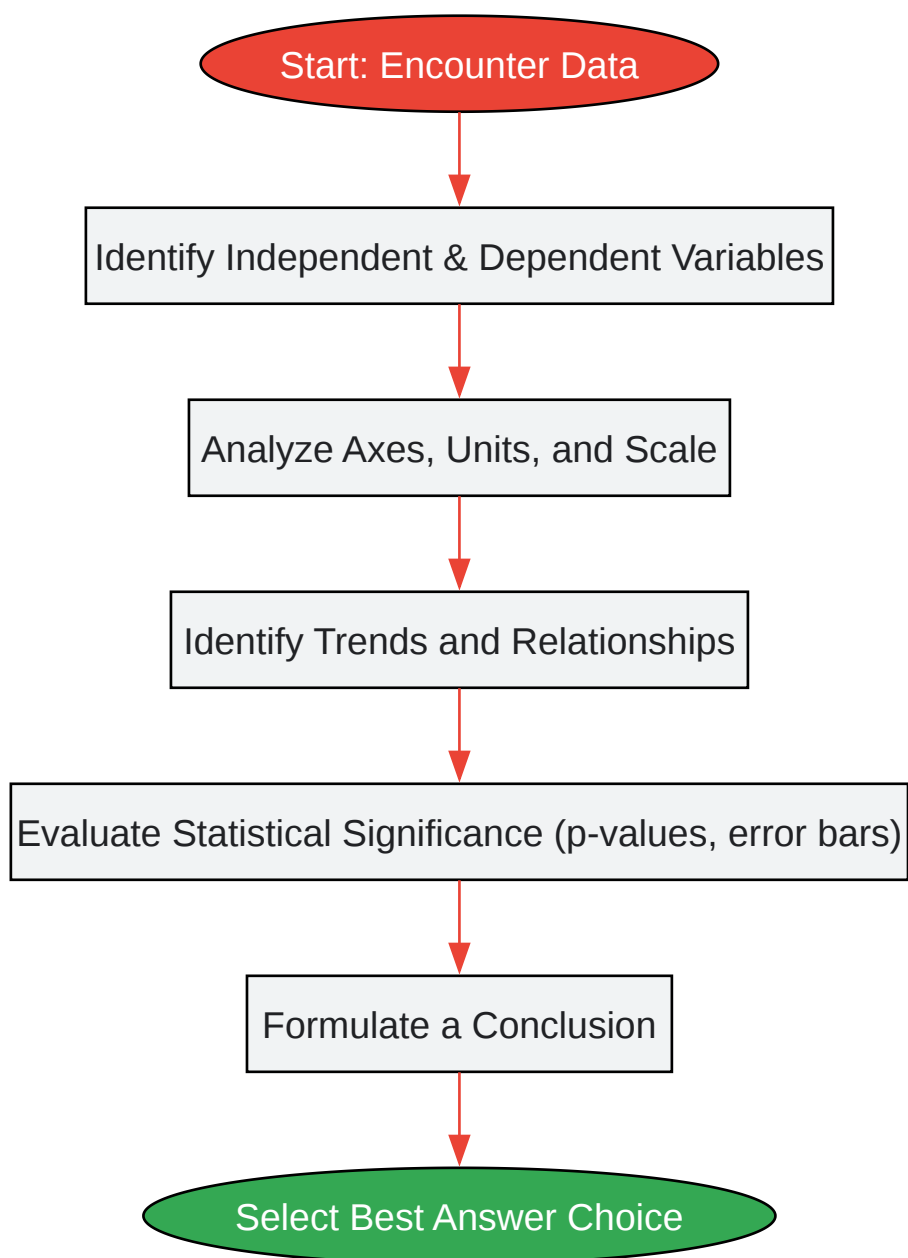 Start: Encounter Data
Identify Independent & Dependent Variables
Analyze Axes, Units, and Scale
Identify Trends and Relationships
Evaluate Statistical Significance (p-values, error bars)
Formulate a Conclusion
Select Best Answer Choice